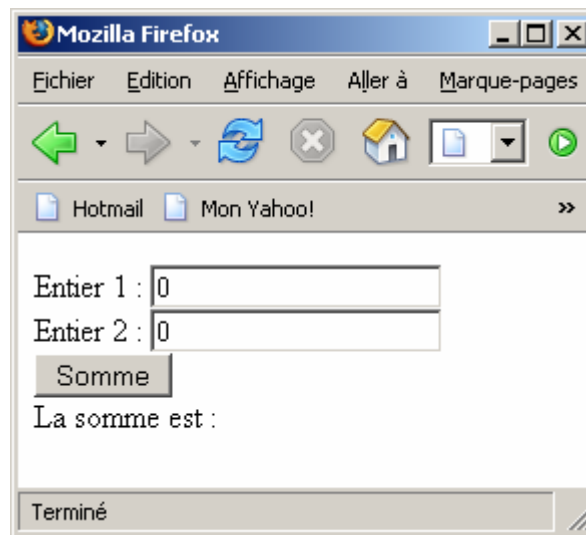 Mozilla Firefox
Fichier Edition Affichage Aller à Marque-pages
Hotmail Mon Yahoo! »
Entier 1 : 0
Entier 2 : 0
Somme
La somme est :
Terminé